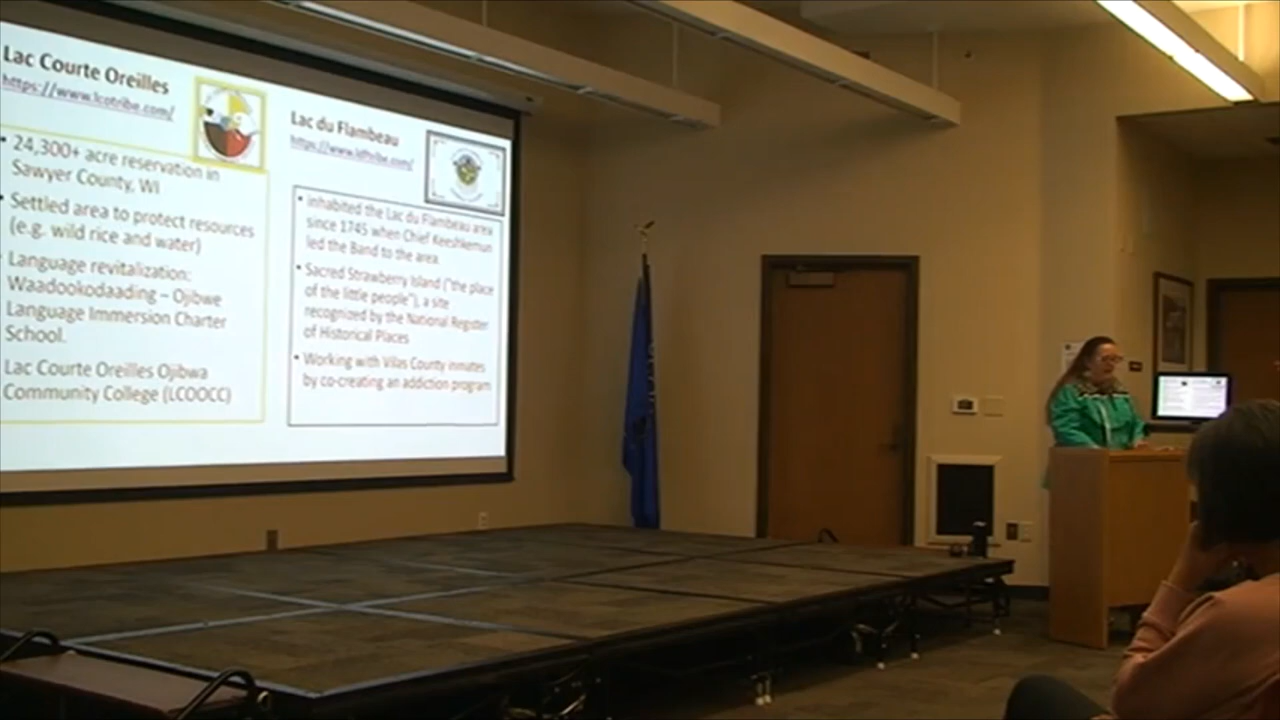 Lac Courte Oreilles
https://www.lcotribe.com/
• 24,300+ acre reservation in
Sawyer County, WI
• Settled area to protect resources
(e.g. wild rice and water)
• Language revitalization:
Waadookodaading – Ojibwe
Language Immersion Charter
School.
Lac Courte Oreilles Ojibwa
Community College (LCOOCC)
Lac du Flambeau
https://www.ldftribe.com/
• inhabited the Lac du Flambeau area
since 1745 when Chief Keeshkemun
led the Band to the area.
• Sacred Strawberry Island ("the place
of the little people"), a site
recognized by the National Register
of Historical Places
• Working with Vilas County inmates
by co-creating an addiction program